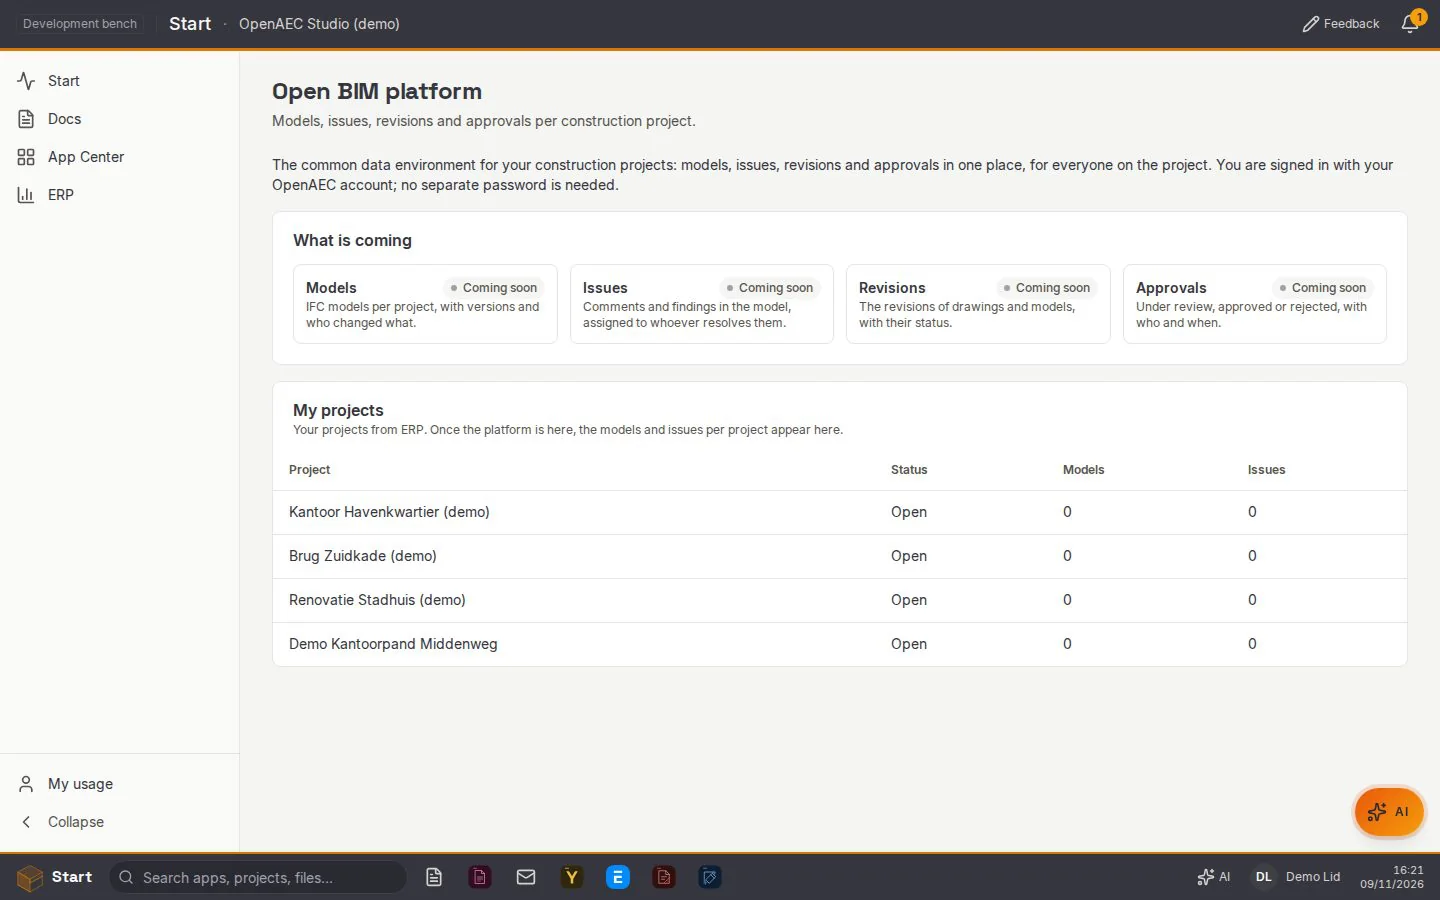 Development bench
Start · OpenAEC Studio (demo)
Feedback
1
Start
Docs
App Center
ERP
Open BIM platform
Models, issues, revisions and approvals per construction project.
The common data environment for your construction projects: models, issues, revisions and approvals in one place, for everyone on the project. You are signed in with your
OpenAEC account; no separate password is needed.
What is coming
Models
Coming soon
IFC models per project, with versions and
who changed what.
Issues
Coming soon
Comments and findings in the model,
assigned to whoever resolves them.
Revisions
Coming soon
The revisions of drawings and models,
with their status.
Approvals
Coming soon
Under review, approved or rejected, with
who and when.
My projects
Your projects from ERP. Once the platform is here, the models and issues per project appear here.
Project Status Models Issues
Kantoor Havenkwartier (demo) Open 0 0
Brug Zuidkade (demo) Open 0 0
Renovatie Stadhuis (demo) Open 0 0
Demo Kantoorpand Middenweg Open 0 0
My usage
Collapse
AI
Start
Search apps, projects, files...
Y
E
AI
DL
Demo Lid
16:21
09/11/2026